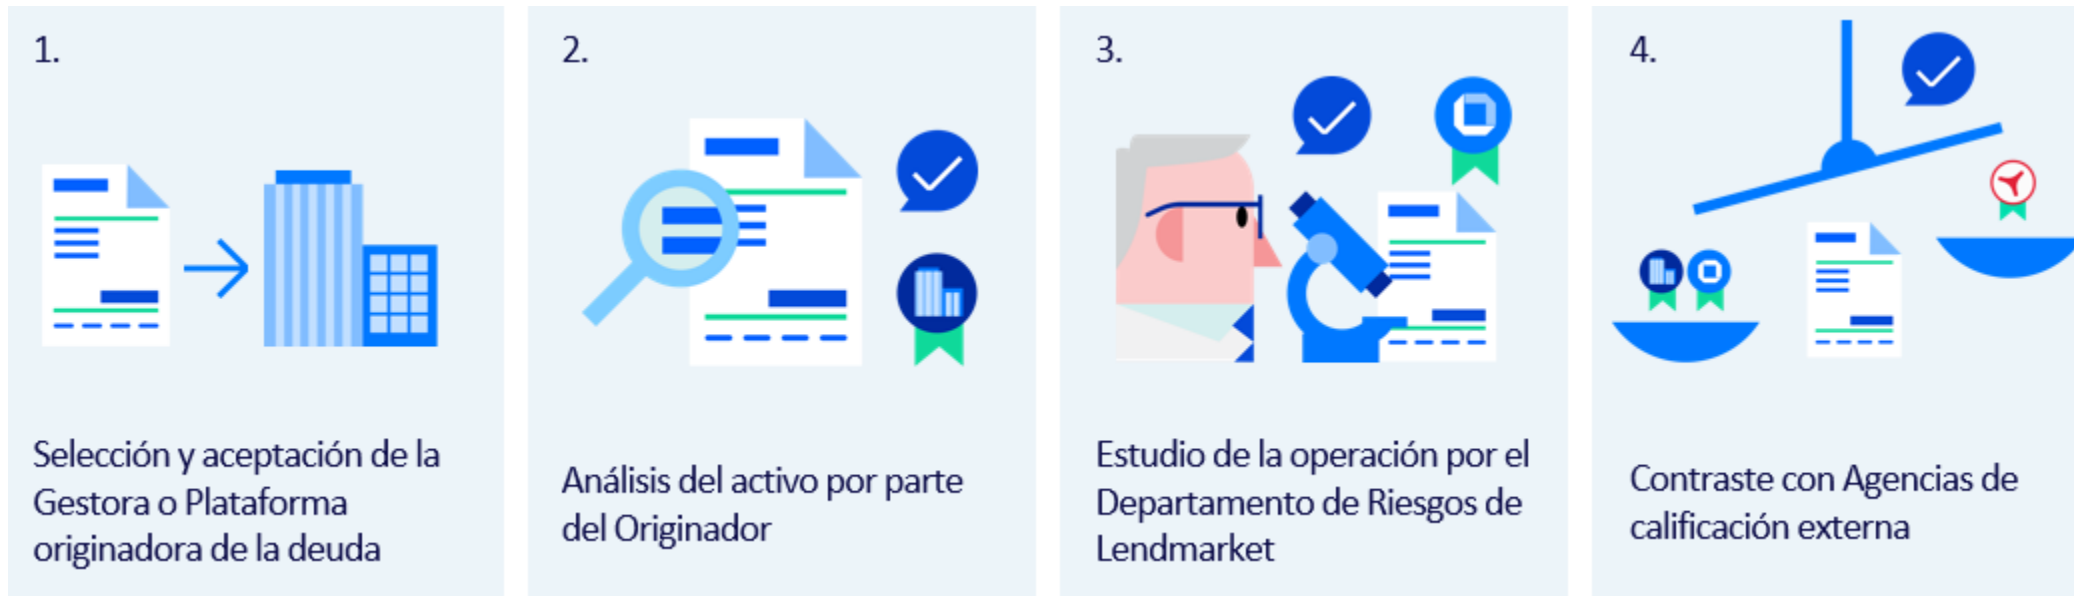 1.
Selección y aceptación de la
Gestora o Plataforma
originadora de la deuda
2.
Análisis del activo por parte
del Originador
3.
Estudio de la operación por el
Departamento de Riesgos de
Lendmarket
4.
Contraste con Agencias de
calificación externa